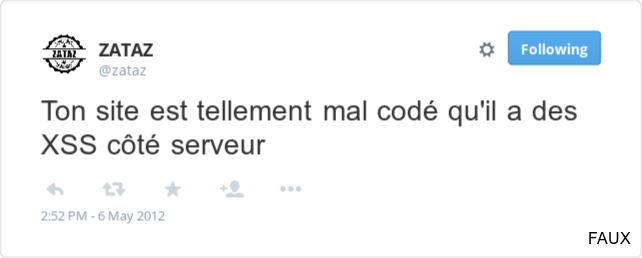 ZATAZ
ZATAZ
@zataz
Following
Ton site est tellement mal codé qu'il a des
XSS côté serveur
2:52 PM - 6 May 2012
FAUX